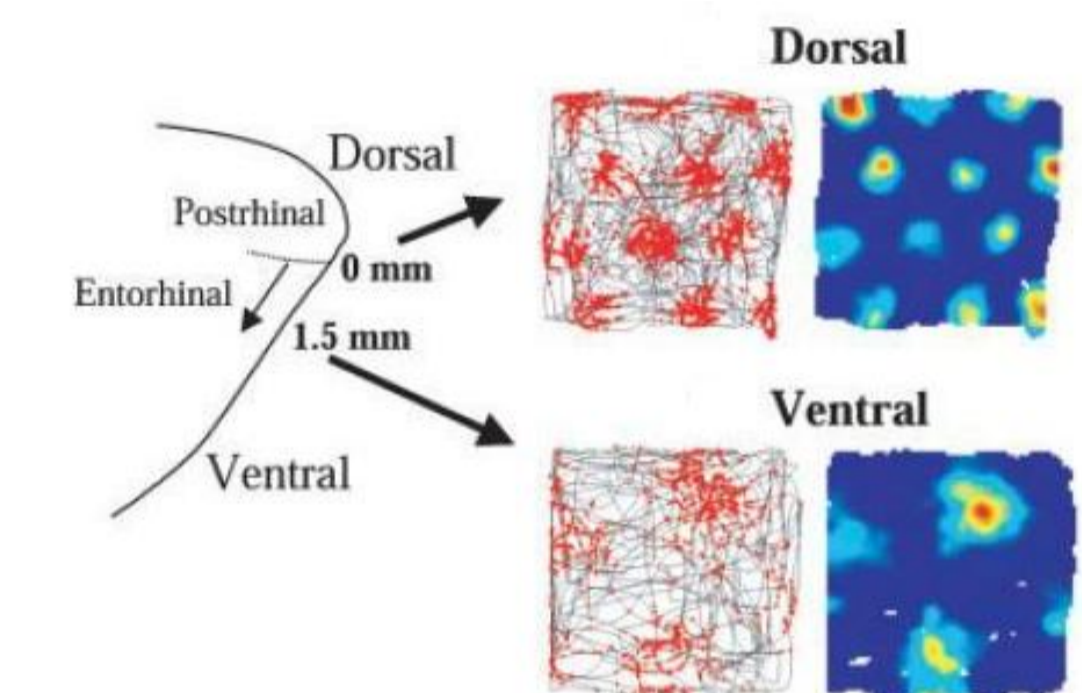 Dorsal
Dorsal
Postrhinal
0 mm
Entorhinal
1.5 mm
Ventral
Ventral